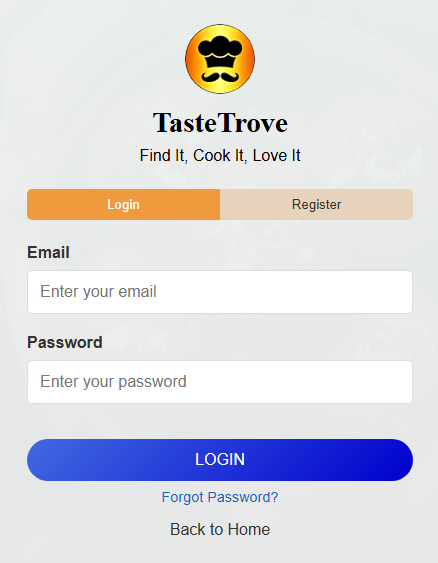 TasteTrove
Find It, Cook It, Love It
Login Register
Email
Enter your email
Password
Enter your password
LOGIN
Forgot Password?
Back to Home